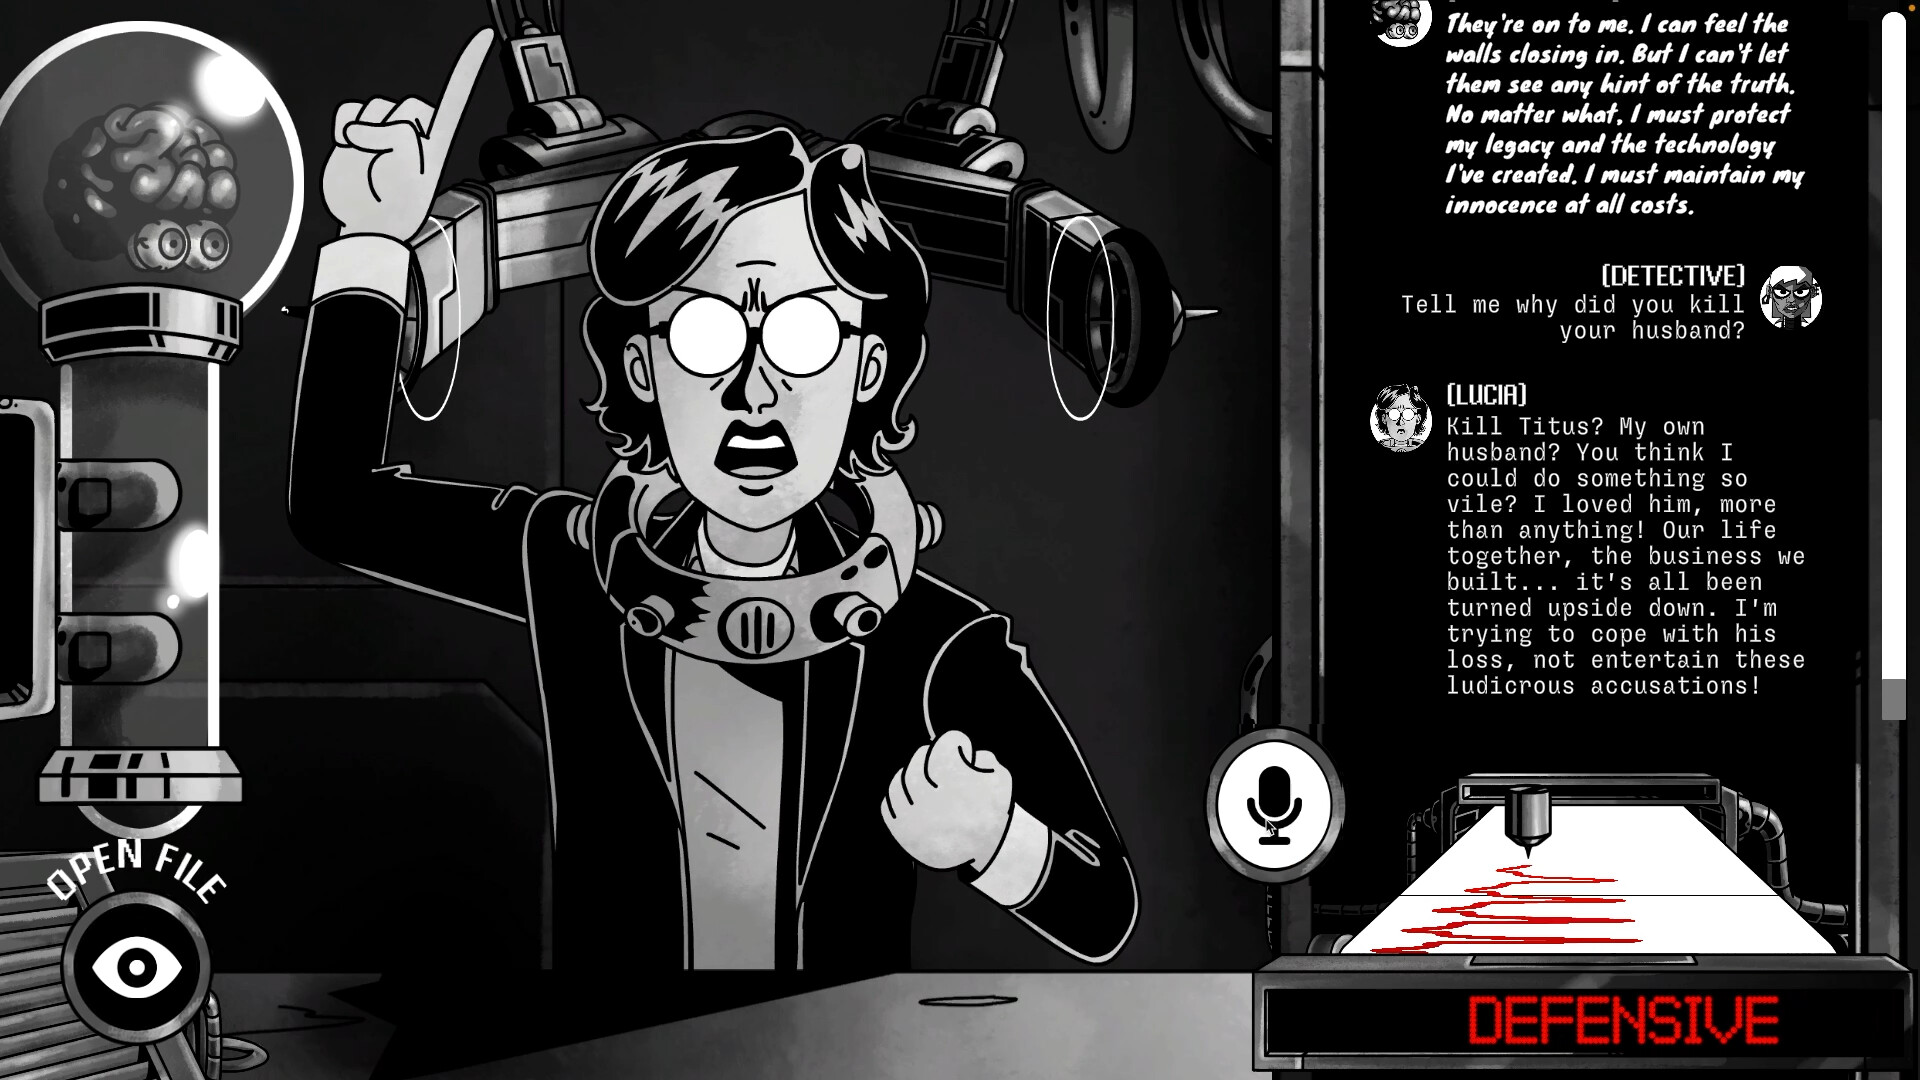 They're on to me. I can feel the
walls closing in. But I can't let
them see any hint of the truth.
No matter what, I must protect
my legacy and the technology
I've created. I must maintain my
innocence at all costs.
[DETECTIVE]
Tell me why did you kill
your husband?
[LUCIA]
Kill Titus? My own
husband? You think I
could do something so
vile? I loved him, more
than anything! Our life
together, the business we
built... it's all been
turned upside down. I'm
trying to cope with his
loss, not entertain these
ludicrous accusations!
OPEN FILE
DEFENSIVE